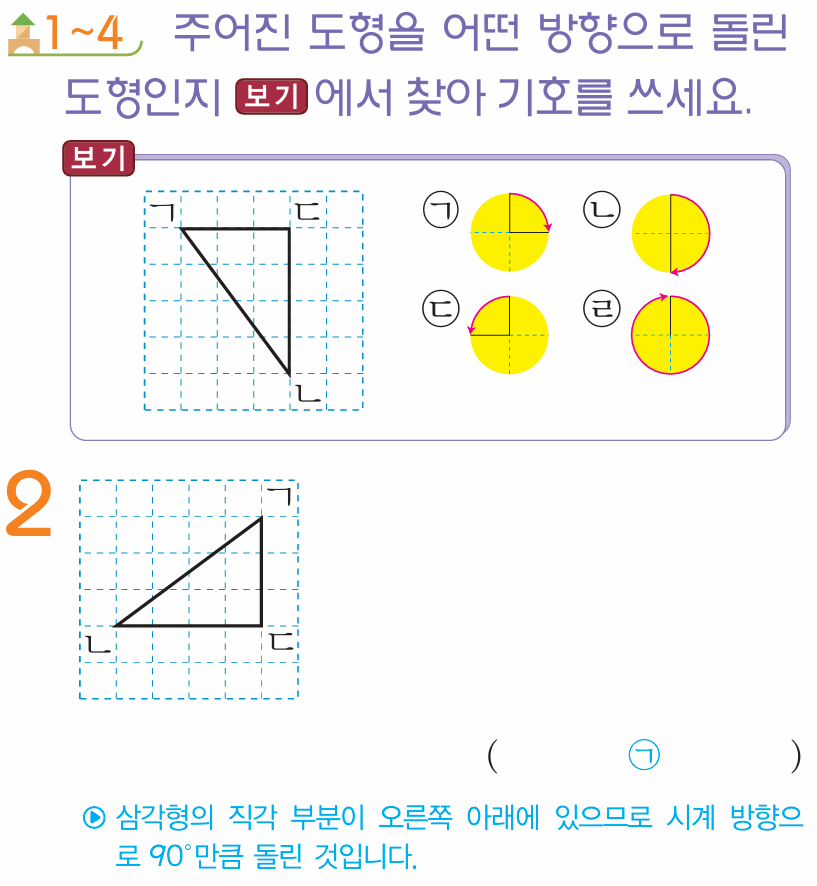 1~4 주어진 도형을 어떤 방향으로 돌린
도형인지 보기 에서 찾아 기호를 쓰세요.
보기
ㄱ ㄷ
ㄴ
㉠ ㉡
㉢ ㉣
2
ㄱ
ㄴ ㄷ
( ㉠ )
삼각형의 직각 부분이 오른쪽 아래에 있으므로 시계 방향으
로 90°만큼 돌린 것입니다.